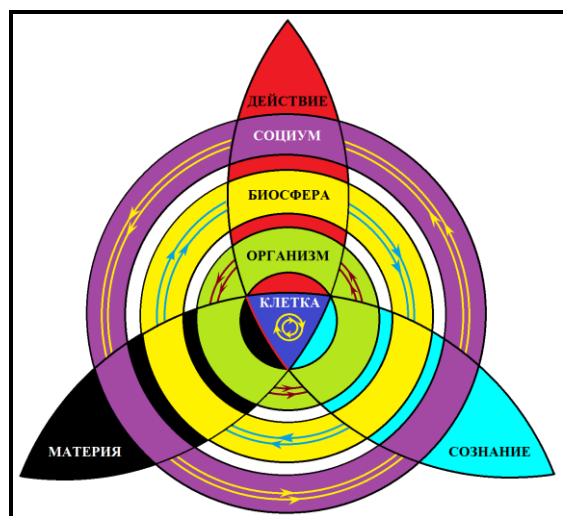 ДЕЙСТВИЕ
СОЦИУМ
БИОСФЕРА
ОРГАНИЗМ
КЛЕТКА
МАТЕРИЯ
СОЗНАНИЕ